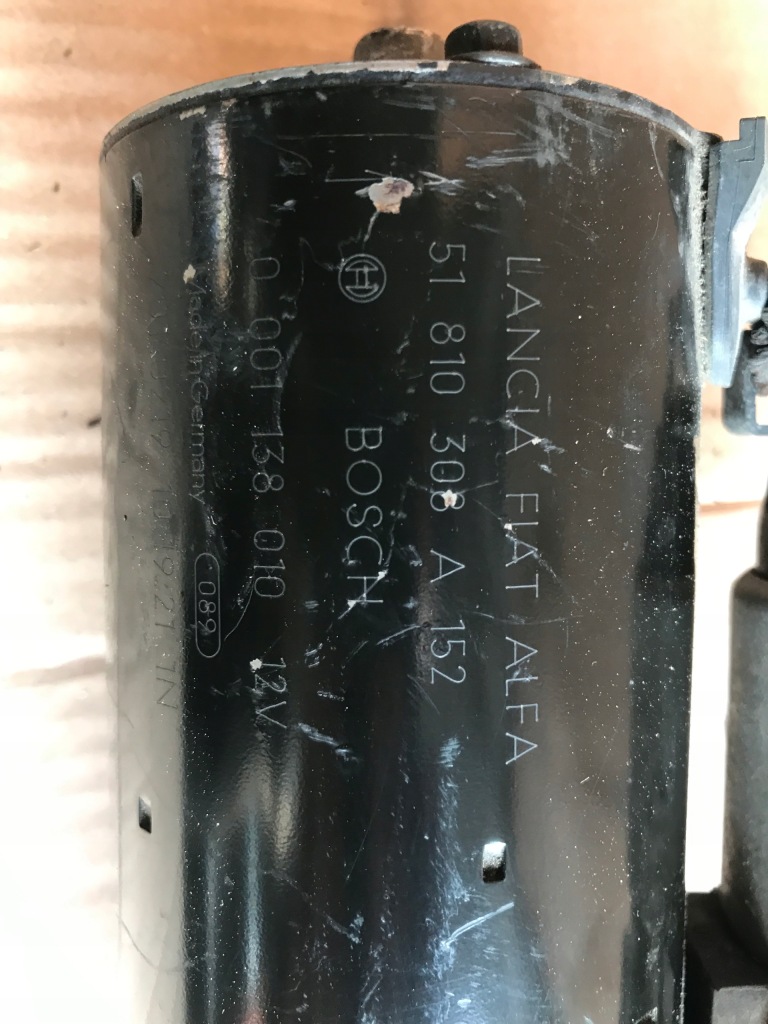 LANCIA FIAT ALFA
51 810 308 A 152
H BOSCH
0 001 138 010 12V
Made in Germany 089